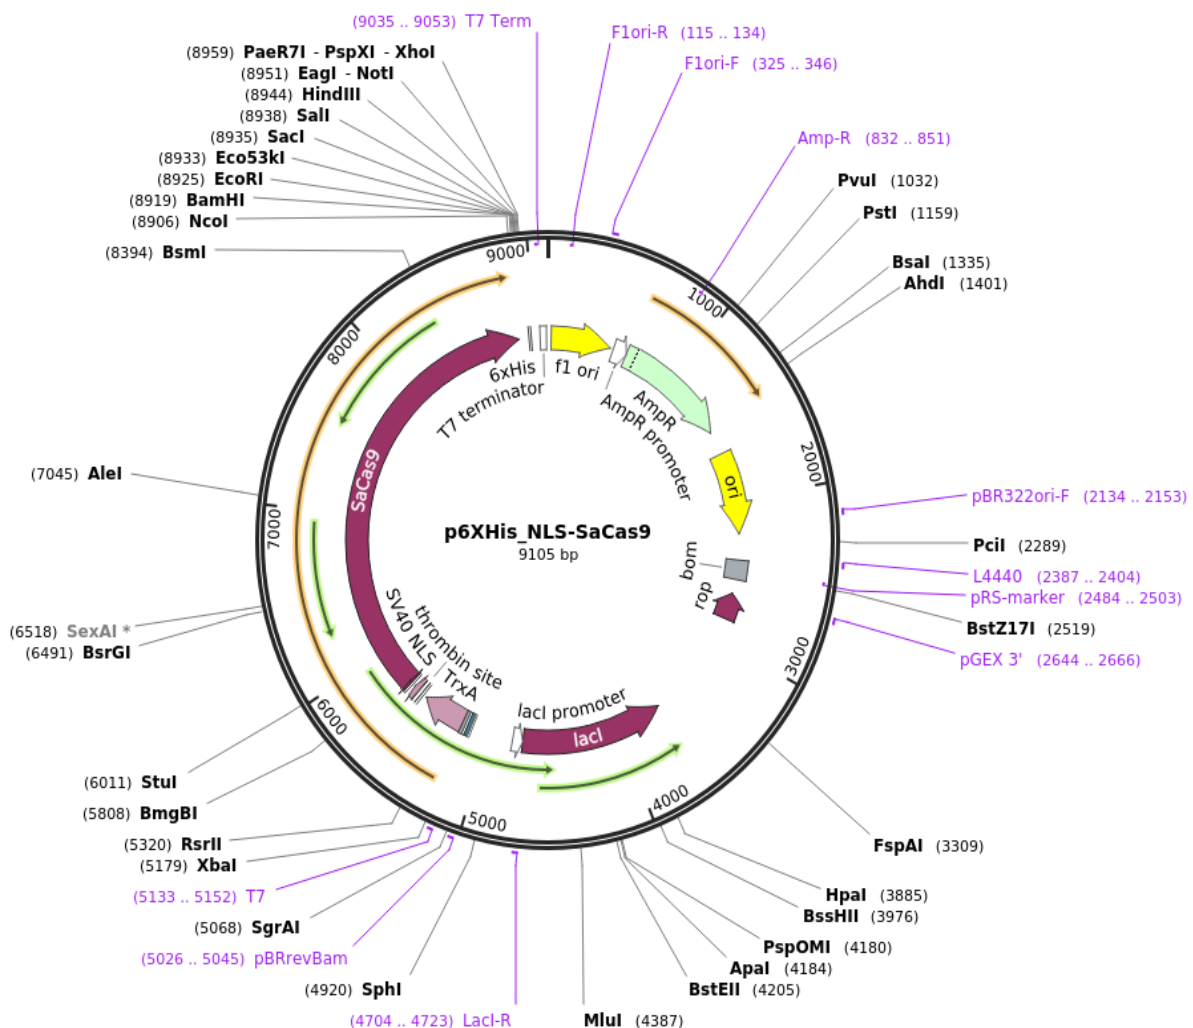 (9035 .. 9053) T7 Term
F1ori-R (115 .. 134)
(8959) PaeR7I - PspXI - XhoI
F1ori-F (325 .. 346)
(8951) EagI - NotI
(8944) HindIII
(8938) SalI
(8935) SacI
Amp-R (832 .. 851)
(8933) Eco53kI
(8925) EcoRI
PvuI (1032)
(8919) BamHI
PstI (1159)
(8906) NcoI
(8394) BsmI
9000
BsaI (1335)
AhdI (1401)
1000
8000
6xHis
f1 ori
T7 terminator
AmpR
AmpR promoter
2000
(7045) AleI
SaCas9
ori
pBR322ori-F (2134 .. 2153)
7000
p6XHis_NLS-SaCas9
9105 bp
PciI (2289)
bom
L4440 (2387 .. 2404)
rop
pRS-marker (2484 .. 2503)
(6518) SexAI *
BstZ17I (2519)
(6491) BsrGI
SV40 NLS
thrombin site
3000
pGEX 3' (2644 .. 2666)
TrxA
6000
lacI promoter
lacI
(6011) StuI
4000
(5808) BmgBI
5000
(5320) RsrII
FspAI (3309)
(5179) XbaI
(5133 .. 5152) T7
HpaI (3885)
BssHII (3976)
(5068) SgrAI
PspOMI (4180)
(5026 .. 5045) pBRrevBam
ApaI (4184)
(4920) SphI
BstEII (4205)
(4704 .. 4723) LacI-R
MluI (4387)